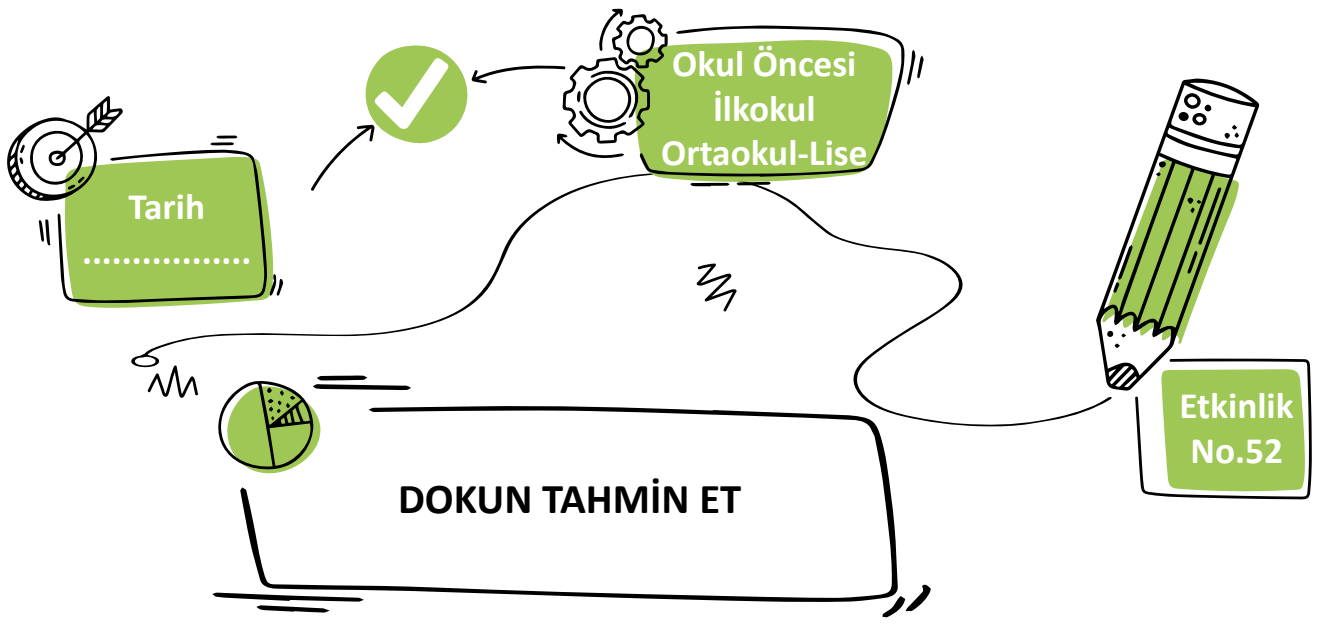 Okul Öncesi
İlkokul
Ortaokul-Lise
Tarih
.................
Etkinlik
No.52
DOKUN TAHMİN ET